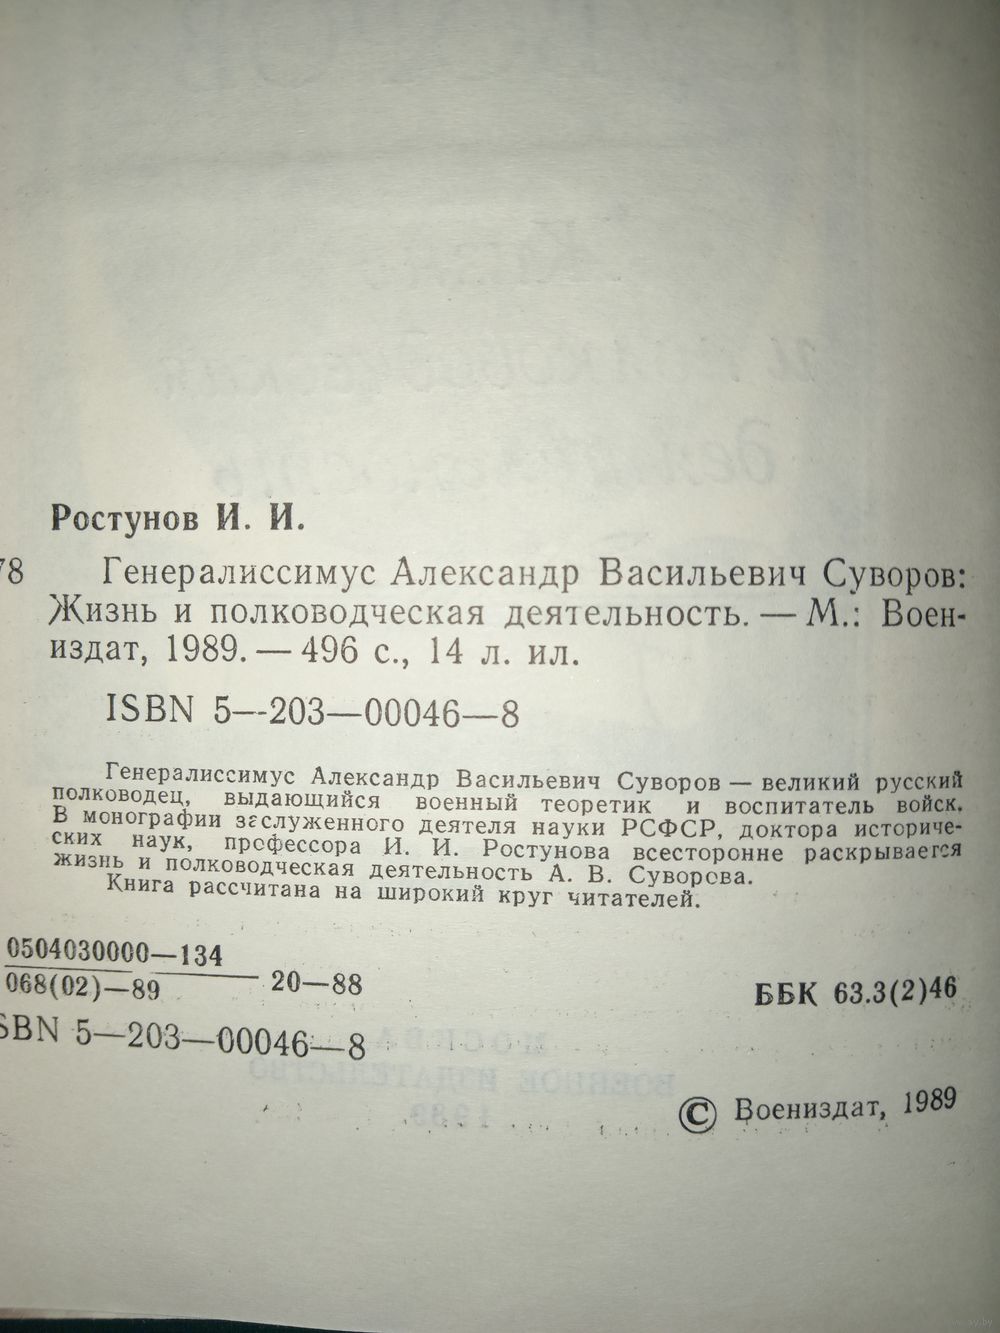 Ростунов И. И.
78
Генералиссимус Александр Васильевич Суворов:
Жизнь и полководческая деятельность. — М.: Воен-
издат, 1989. — 496 с., 14 л. ил.
ISBN 5—203—00046—8
Генералиссимус Александр Васильевич Суворов — великий русский
полководец, выдающийся военный теоретик и воспитатель войск.
В монографии заслуженного деятеля науки РСФСР, доктора историче-
ских наук, профессора И. И. Ростунова всесторонне раскрывается
жизнь и полководческая деятельность А. В. Суворова.
Книга рассчитана на широкий круг читателей.
0504030000—134
068(02)—89
20—88
ББК 63.3(2)46
SBN 5—203—00046—8
© Воениздат, 1989